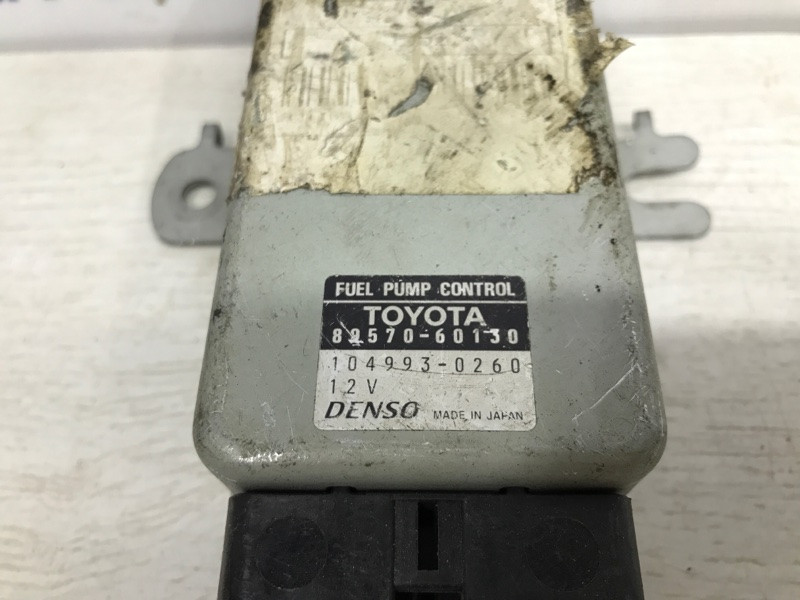 FUEL PUMP CONTROL
TOYOTA
89570-60130
104993-0260
12V
DENSO MADE IN JAPAN